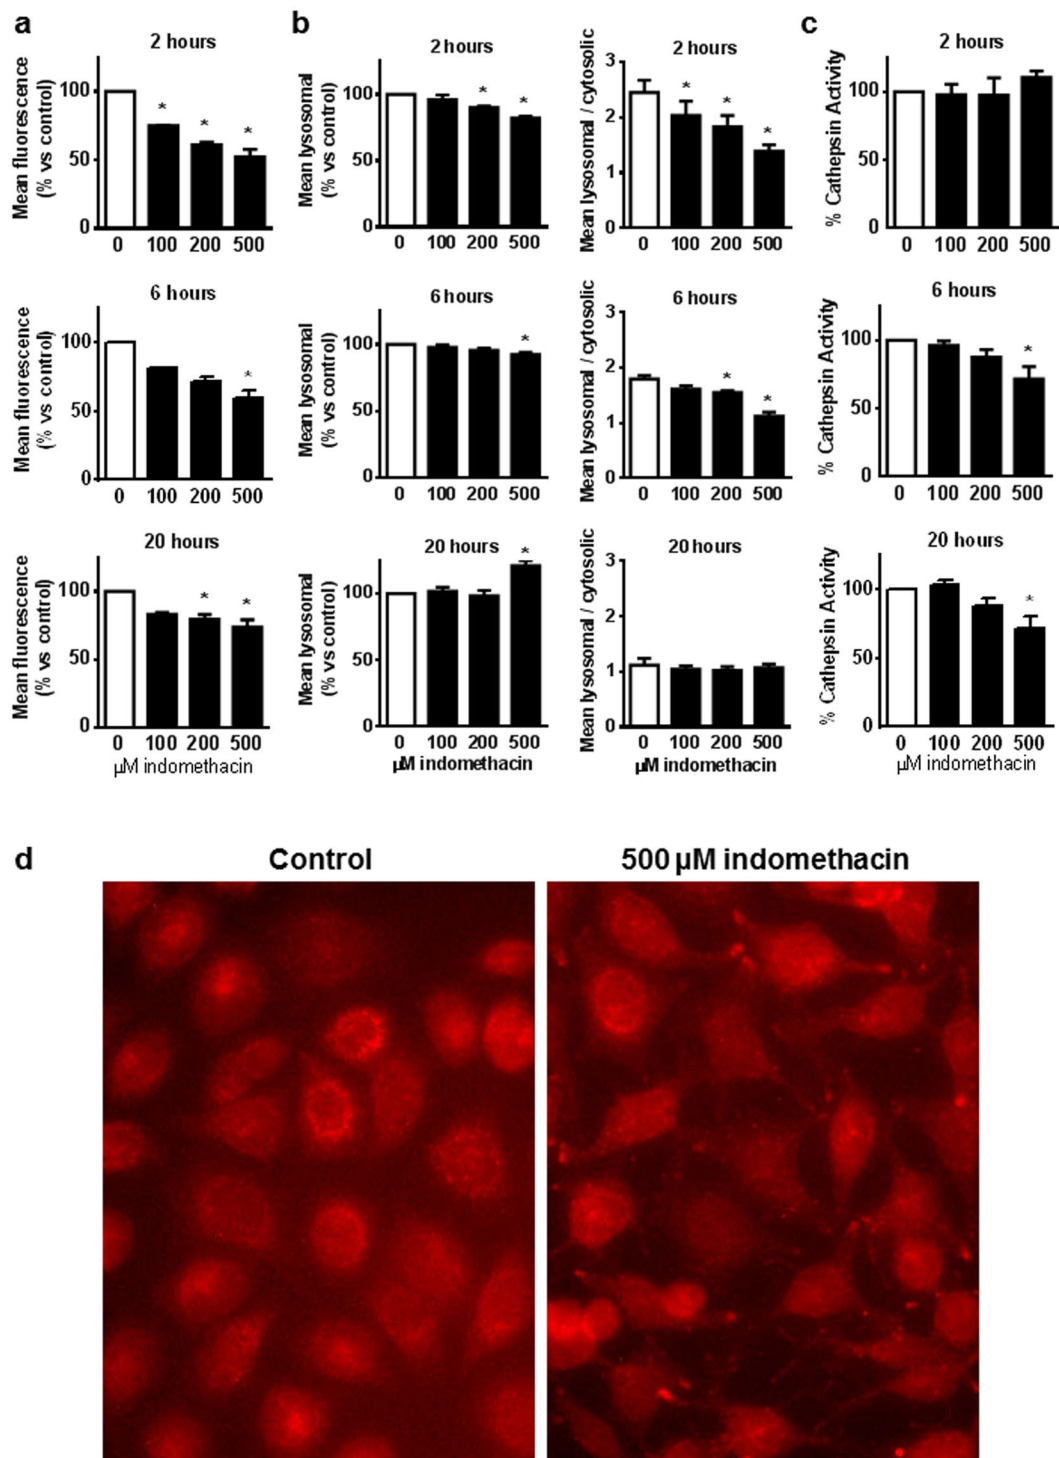 a
2 hours
Mean fluorescence
(% vs control)
100
50
0
0 100 200 500
* * *
6 hours
Mean fluorescence
(% vs control)
100
50
0
0 100 200 500
*
20 hours
Mean fluorescence
(% vs control)
100
50
0
0 100 200 500
* *
µM indomethacin
b
2 hours
Mean lysosomal
(% vs control)
100
50
0
0 100 200 500
* *
6 hours
Mean lysosomal
(% vs control)
100
50
0
0 100 200 500
*
20 hours
Mean lysosomal
(% vs control)
100
50
0
0 100 200 500
*
µM indomethacin
2 hours
Mean lysosomal / cytosolic
3
2
1
0
0 100 200 500
* * *
6 hours
Mean lysosomal / cytosolic
3
2
1
0
0 100 200 500
* *
20 hours
Mean lysosomal / cytosolic
3
2
1
0
0 100 200 500
µM indomethacin
c
2 hours
% Cathepsin Activity
100
50
0
0 100 200 500
6 hours
% Cathepsin Activity
100
50
0
0 100 200 500
*
20 hours
% Cathepsin Activity
100
50
0
0 100 200 500
*
µM indomethacin
d
Control
500 µM indomethacin